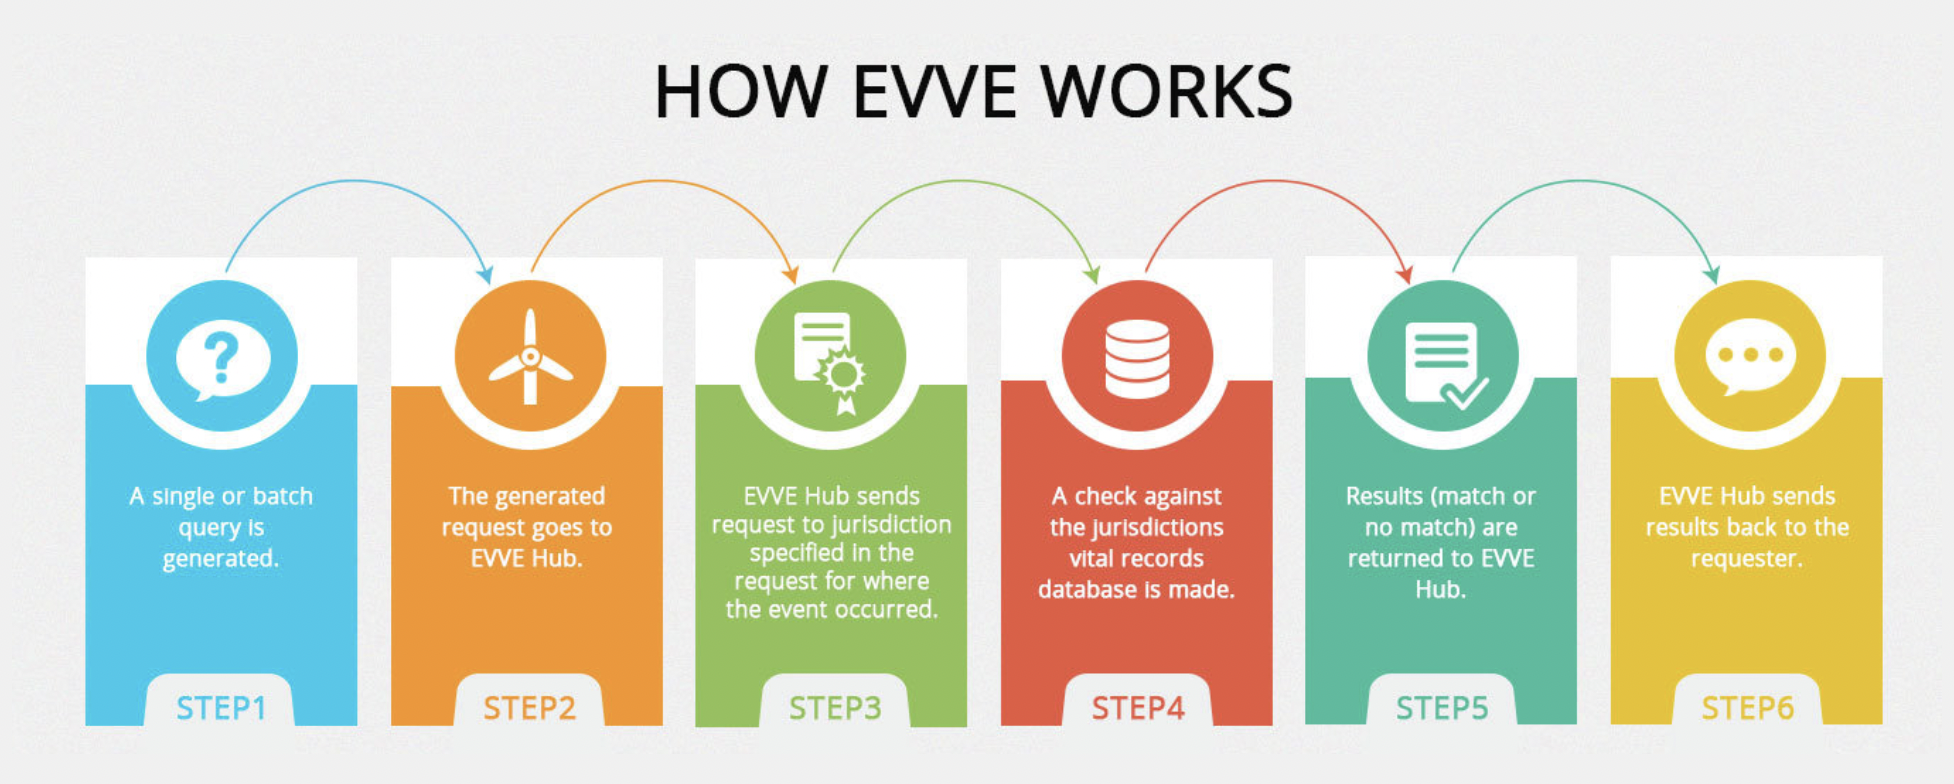 HOW EVVE WORKS
?
A single or batch
query is
generated.
STEP1
The generated
request goes to
EVVE Hub.
STEP2
EVVE Hub sends
request to jurisdiction
specified in the
request for where
the event occurred.
STEP3
A check against
the jurisdictions
vital records
database is made.
STEP4
Results (match or
no match) are
returned to EVVE
Hub.
STEP5
EVVE Hub sends
results back to the
requester.
STEP6